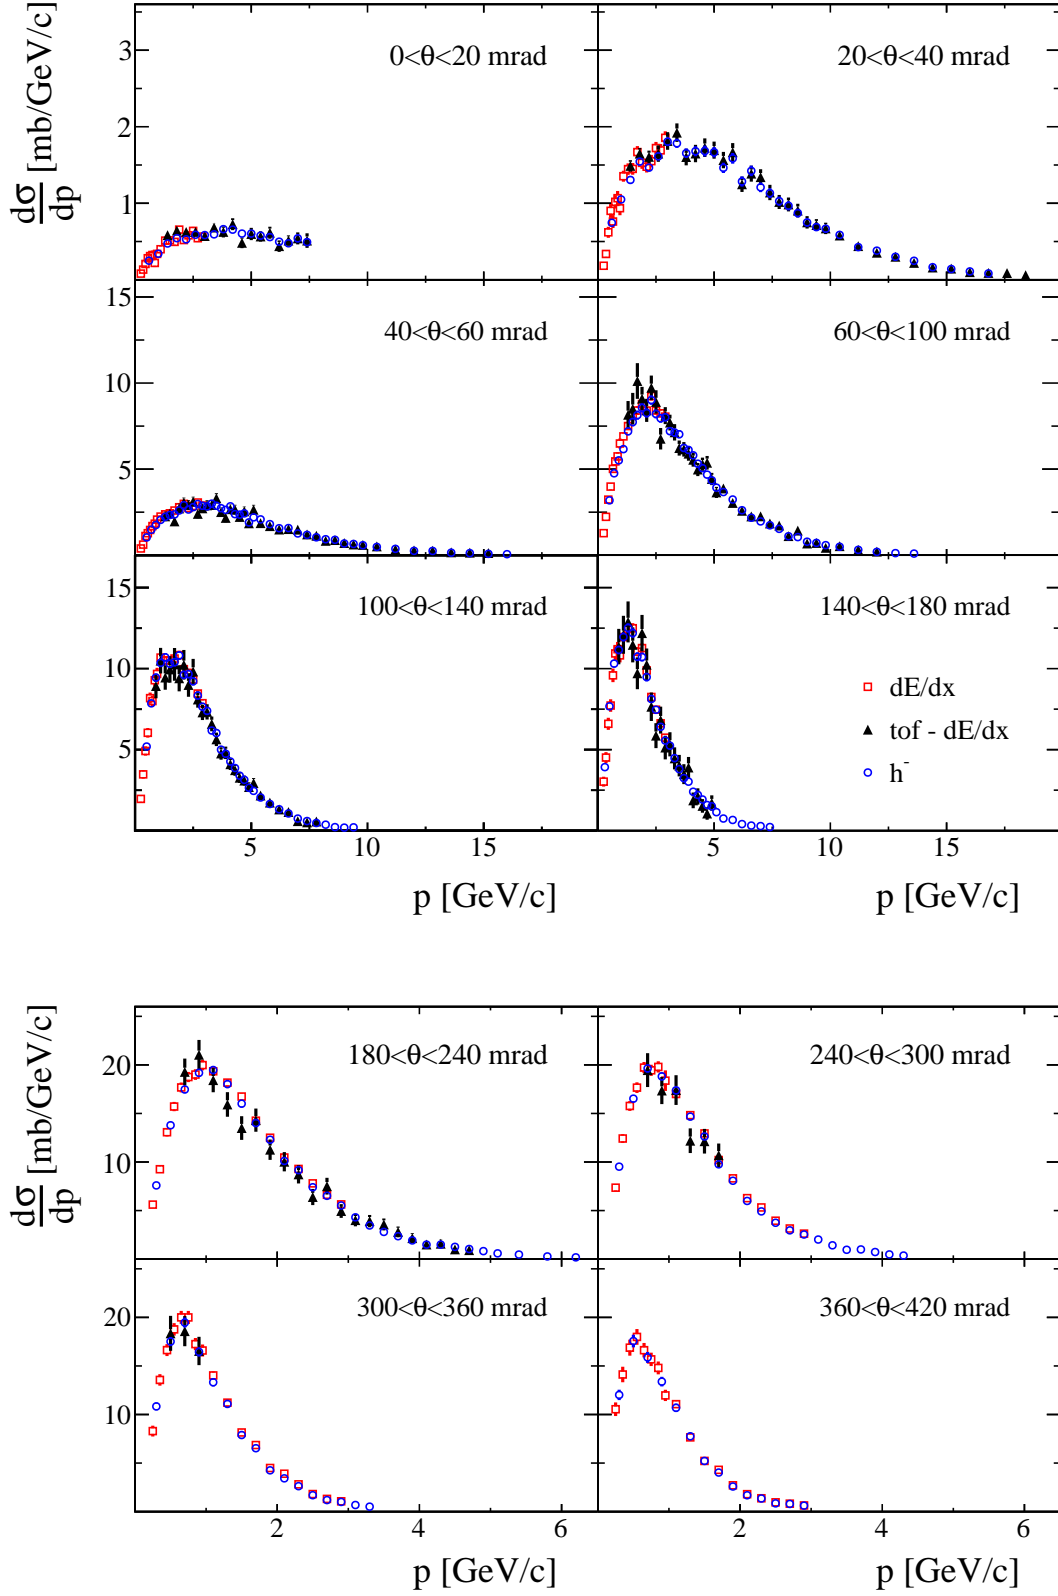 dσ/dp [mb/GeV/c]
0<θ<20 mrad
20<θ<40 mrad
3
2
1
40<θ<60 mrad
60<θ<100 mrad
15
10
5
100<θ<140 mrad
140<θ<180 mrad
15
10
5
dE/dx
tof - dE/dx
h⁻
5 10 15
5 10 15
p [GeV/c]
p [GeV/c]
dσ/dp [mb/GeV/c]
180<θ<240 mrad
240<θ<300 mrad
20
10
300<θ<360 mrad
360<θ<420 mrad
20
10
2 4 6
2 4 6
p [GeV/c]
p [GeV/c]